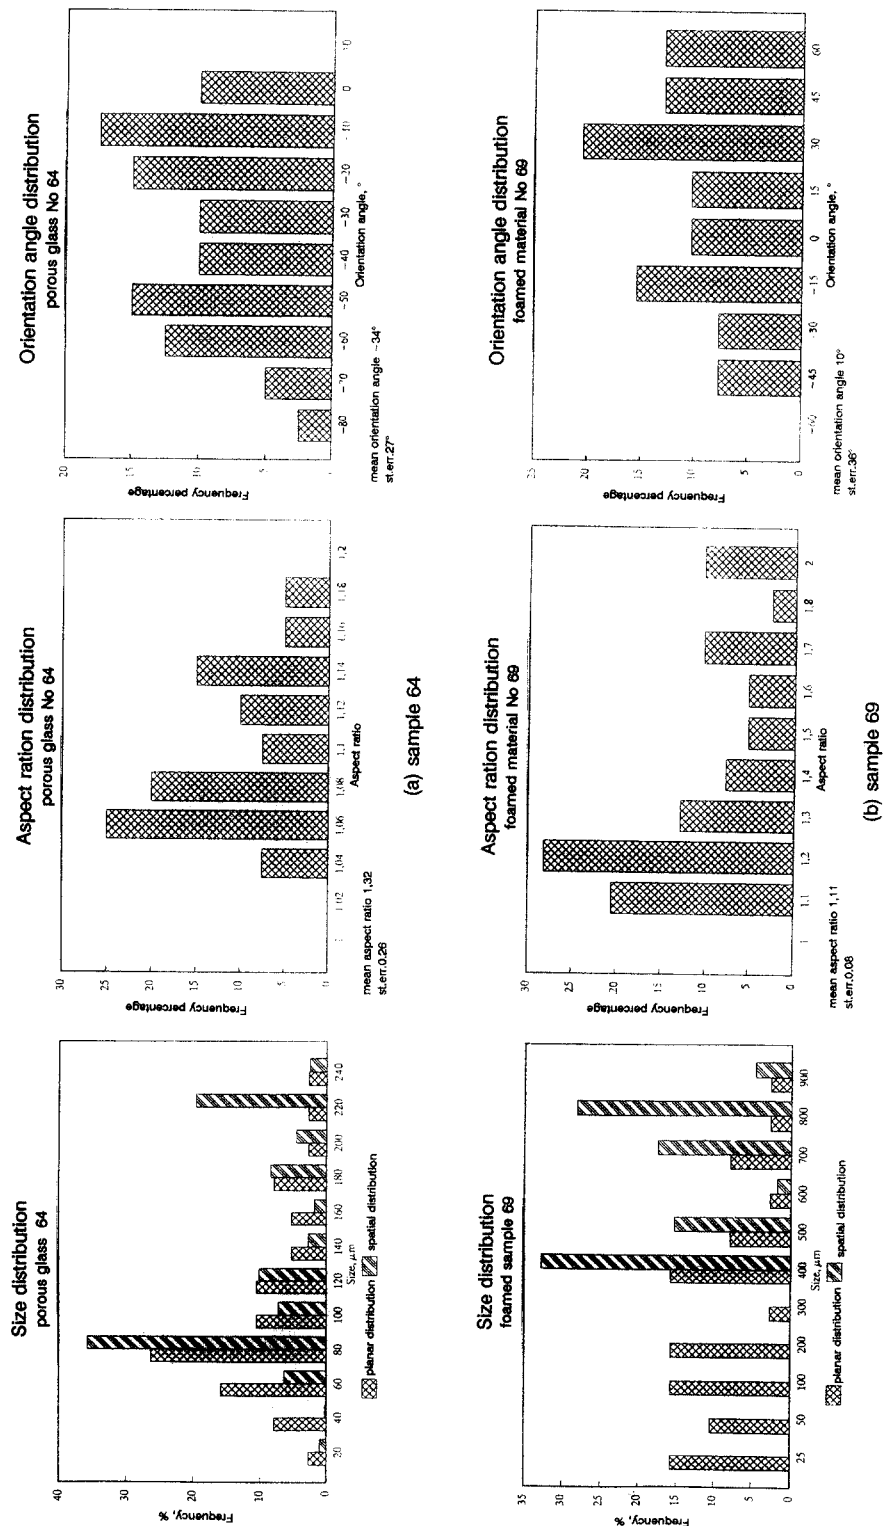 Size distribution
porous glass 64
Frequency, %
40
30
20
10
0
20 40 60 80 100 120 140 160 180 200 220 240
Size, μm
planar distribution spatial distribution
Aspect ration distribution
porous glass No 64
Frequency percentage
30
25
20
15
10
5
0
1 1,02 1,04 1,06 1,08 1,1 1,12 1,14 1,16 1,18 1,2
Aspect ratio
mean aspect ratio 1,32
st.err.0.26
Orientation angle distribution
porous glass No 64
Frequency percentage
20
15
10
5
0
-80 -70 -60 -50 -40 -30 -20 -10 0 10
Orientation angle, °
mean orientation angle -34°
st.err.27°
(a) sample 64
Size distribution
foamed sample 69
Frequency, %
35
30
25
20
15
10
5
0
25 50 100 200 300 400 500 600 700 800 900
Size, μm
planar distribution spatial distribution
Aspect ration distribution
foamed material No 69
Frequency percentage
30
25
20
15
10
5
0
1 1,1 1,2 1,3 1,4 1,5 1,6 1,7 1,8 2
Aspect ratio
mean aspect ratio 1,11
st.err.0,08
Orientation angle distribution
foamed material No 69
Frequency percentage
25
20
15
10
5
0
-60 -45 -30 -15 0 15 30 45 60
Orientation angle, °
mean orientation angle 10°
st.err.36°
(b) sample 69